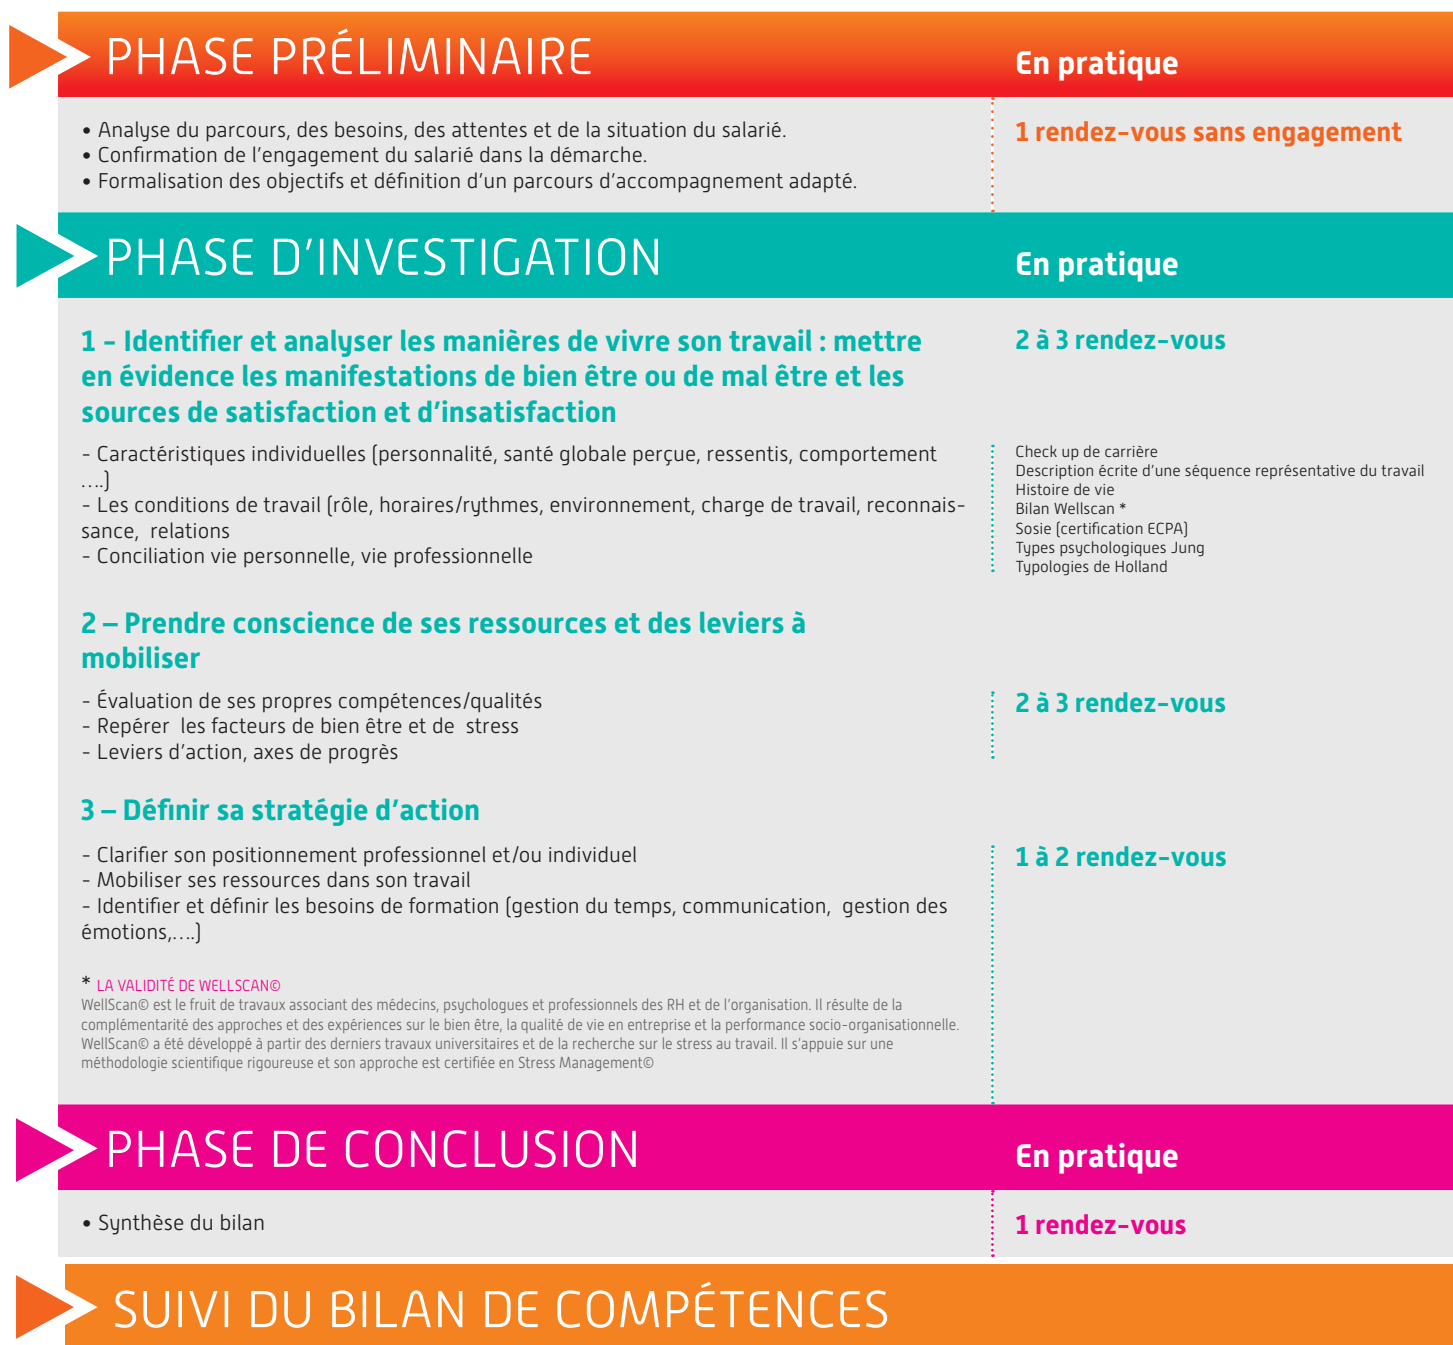 PHASE PRÉLIMINAIRE
En pratique
• Analyse du parcours, des besoins, des attentes et de la situation du salarié.
• Confirmation de l'engagement du salarié dans la démarche.
• Formalisation des objectifs et définition d'un parcours d'accompagnement adapté.
1 rendez-vous sans engagement
PHASE D'INVESTIGATION
En pratique
1 - Identifier et analyser les manières de vivre son travail : mettre
en évidence les manifestations de bien être ou de mal être et les
sources de satisfaction et d'insatisfaction
2 à 3 rendez-vous
- Caractéristiques individuelles (personnalité, santé globale perçue, ressentis, comportement
....)
- Les conditions de travail (rôle, horaires/rythmes, environnement, charge de travail, reconnais-
sance,  relations
- Conciliation vie personnelle, vie professionnelle
Check up de carrière
Description écrite d'une séquence représentative du travail
Histoire de vie
Bilan Wellscan *
Sosie (certification ECPA)
Types psychologiques Jung
Typologies de Holland
2 – Prendre conscience de ses ressources et des leviers à
mobiliser
- Évaluation de ses propres compétences/qualités
- Repérer  les facteurs de bien être et de  stress
- Leviers d'action, axes de progrès
2 à 3 rendez-vous
3 – Définir sa stratégie d'action
- Clarifier son positionnement professionnel et/ou individuel
- Mobiliser ses ressources dans son travail
- Identifier et définir les besoins de formation (gestion du temps, communication,  gestion des
émotions,....)
1 à 2 rendez-vous
* LA VALIDITÉ DE WELLSCAN©
WellScan© est le fruit de travaux associant des médecins, psychologues et professionnels des RH et de l'organisation. Il résulte de la
complémentarité des approches et des expériences sur le bien être, la qualité de vie en entreprise et la performance socio-organisationnelle.
WellScan© a été développé à partir des derniers travaux universitaires et de la recherche sur le stress au travail. Il s'appuie sur une
méthodologie scientifique rigoureuse et son approche est certifiée en Stress Management©
PHASE DE CONCLUSION
En pratique
• Synthèse du bilan
1 rendez-vous
SUIVI DU BILAN DE COMPÉTENCES